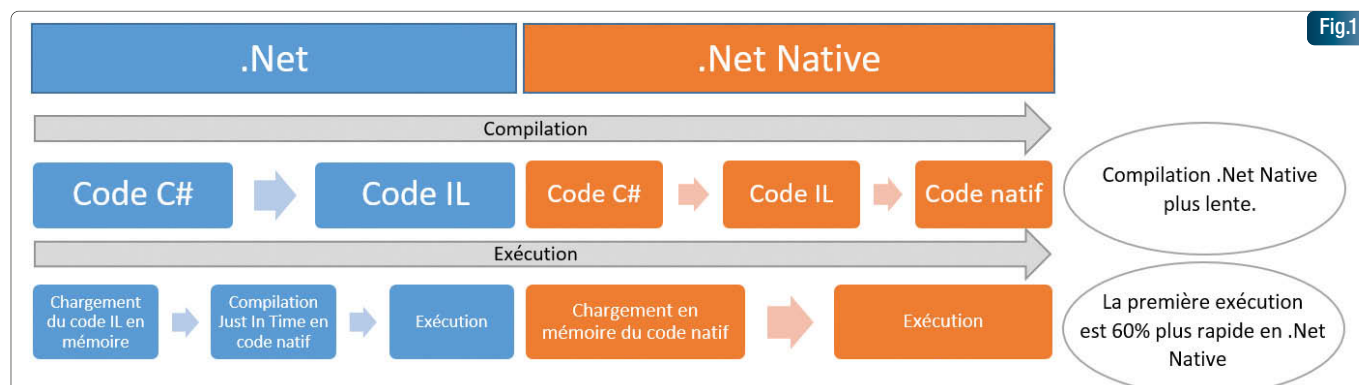 Fig.1
.Net
.Net Native
Compilation
Code C#
Code IL
Code C#
Code IL
Code natif
Compilation .Net Native
plus lente.
Exécution
Chargement
du code IL en
mémoire
Compilation
Just In Time en
code natif
Exécution
Chargement en
mémoire du code natif
Exécution
La première exécution
est 60% plus rapide en .Net
Native